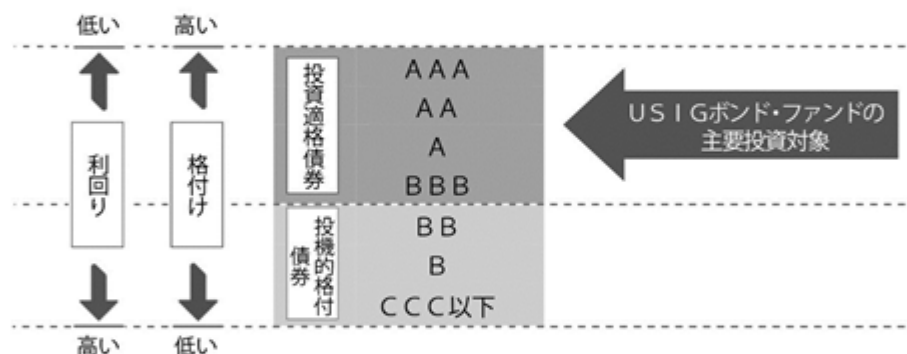 低い
高い
利回り
格付け
高い
低い
投資適格債券
AAA
AA
A
BBB
投機的格付
債券
BB
B
CCC以下
USIGボンド・ファンドの
主要投資対象